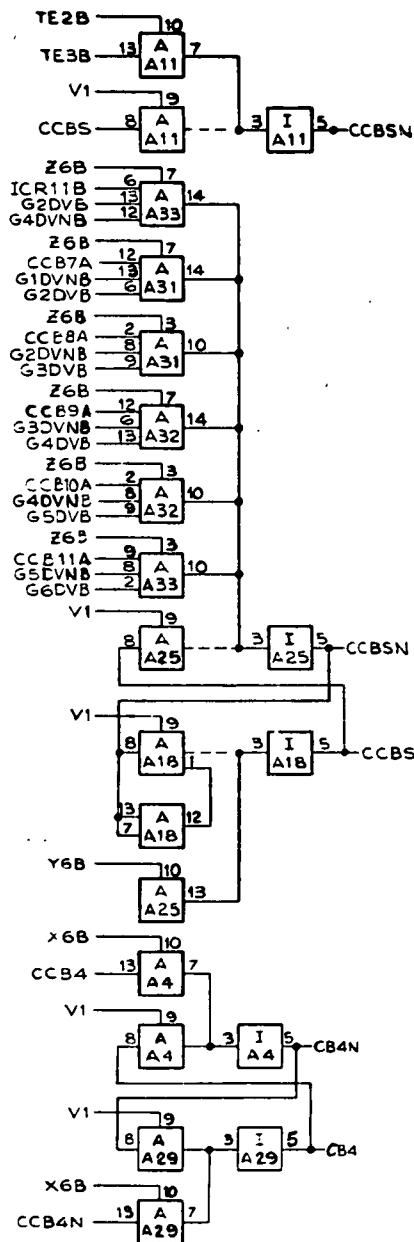 TE2B
10
TE3B 13 A A11 7
V1
9
CCBS 8 A A11 3 I A11 5 CCBSN
Z6B
7
ICR11B 6
G2DVB 13 A A33 14
G4DVNB 12
Z6B
7
CCB7A 12
G1DVNB 13 A A31 14
G2DVB 6
Z6B
3
CCB8A 2
G2DVNB 8 A A31 10
G3DVB 9
Z6B
7
CCB9A 12
G3DVNB 6 A A32 14
G4DVB 13
Z6B
3
CCB10A 2
G4DVNB 8 A A32 10
G5DVB 9
Z6B
3
CCB11A 9
G5DVNB 8 A A33 10
G6DVB 2
V1
9
8 A A25 3 I A25 5 CCBSN
V1
9
8 A A18 3 I A18 5 CCBS
13
7 A A18 12
Y6B
10
A A25 13
X6B
10
CCB4 13 A A4 7
V1
9
8 A A4 3 I A4 5 CB4N
V1
9
8 A A29 3 I A29 5 CB4
X6B
10
CCB4N 13 A A29 7